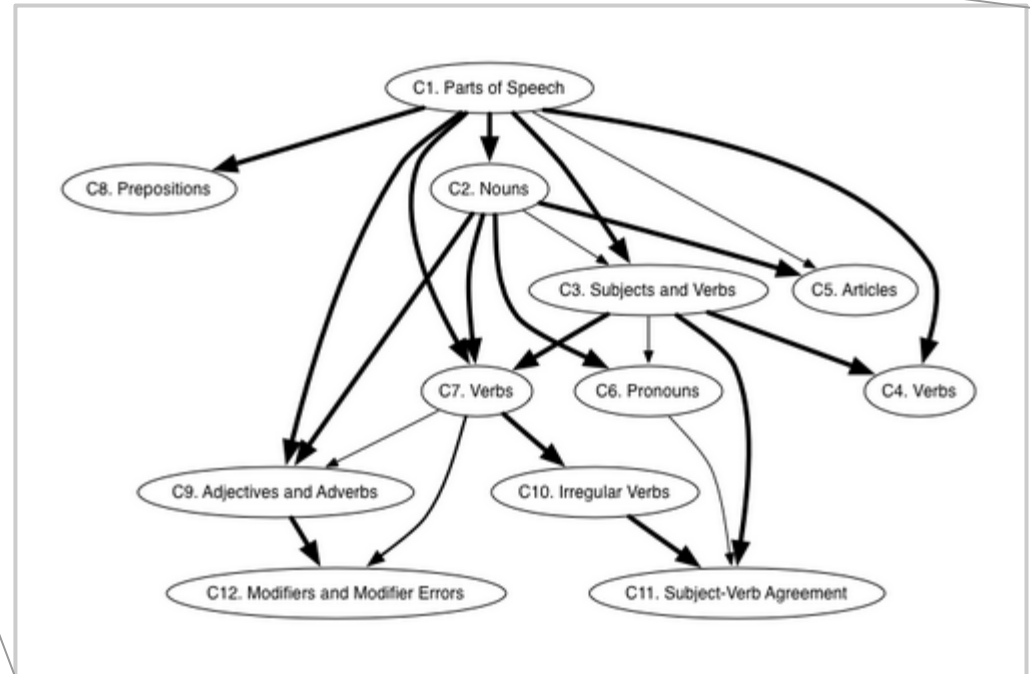 C1. Parts of Speech
C8. Prepositions
C2. Nouns
C3. Subjects and Verbs
C5. Articles
C7. Verbs
C6. Pronouns
C4. Verbs
C9. Adjectives and Adverbs
C10. Irregular Verbs
C12. Modifiers and Modifier Errors
C11. Subject-Verb Agreement